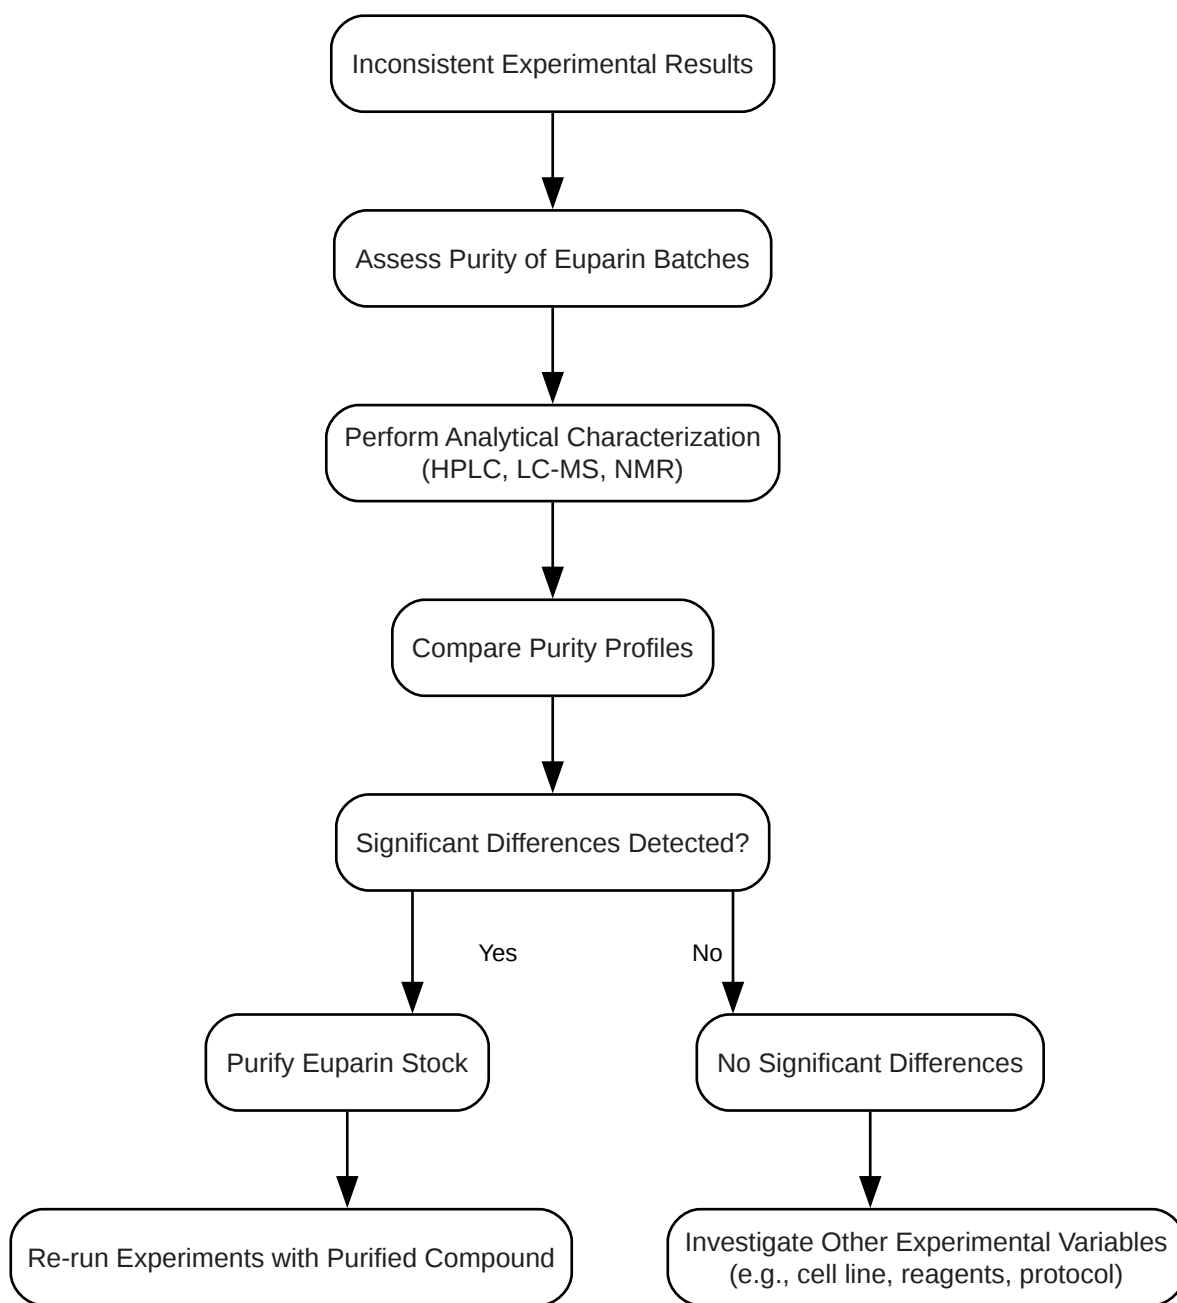 Inconsistent Experimental Results
Assess Purity of Euparin Batches
Perform Analytical Characterization
(HPLC, LC-MS, NMR)
Compare Purity Profiles
Significant Differences Detected?
Yes
No
Purify Euparin Stock
No Significant Differences
Re-run Experiments with Purified Compound
Investigate Other Experimental Variables
(e.g., cell line, reagents, protocol)